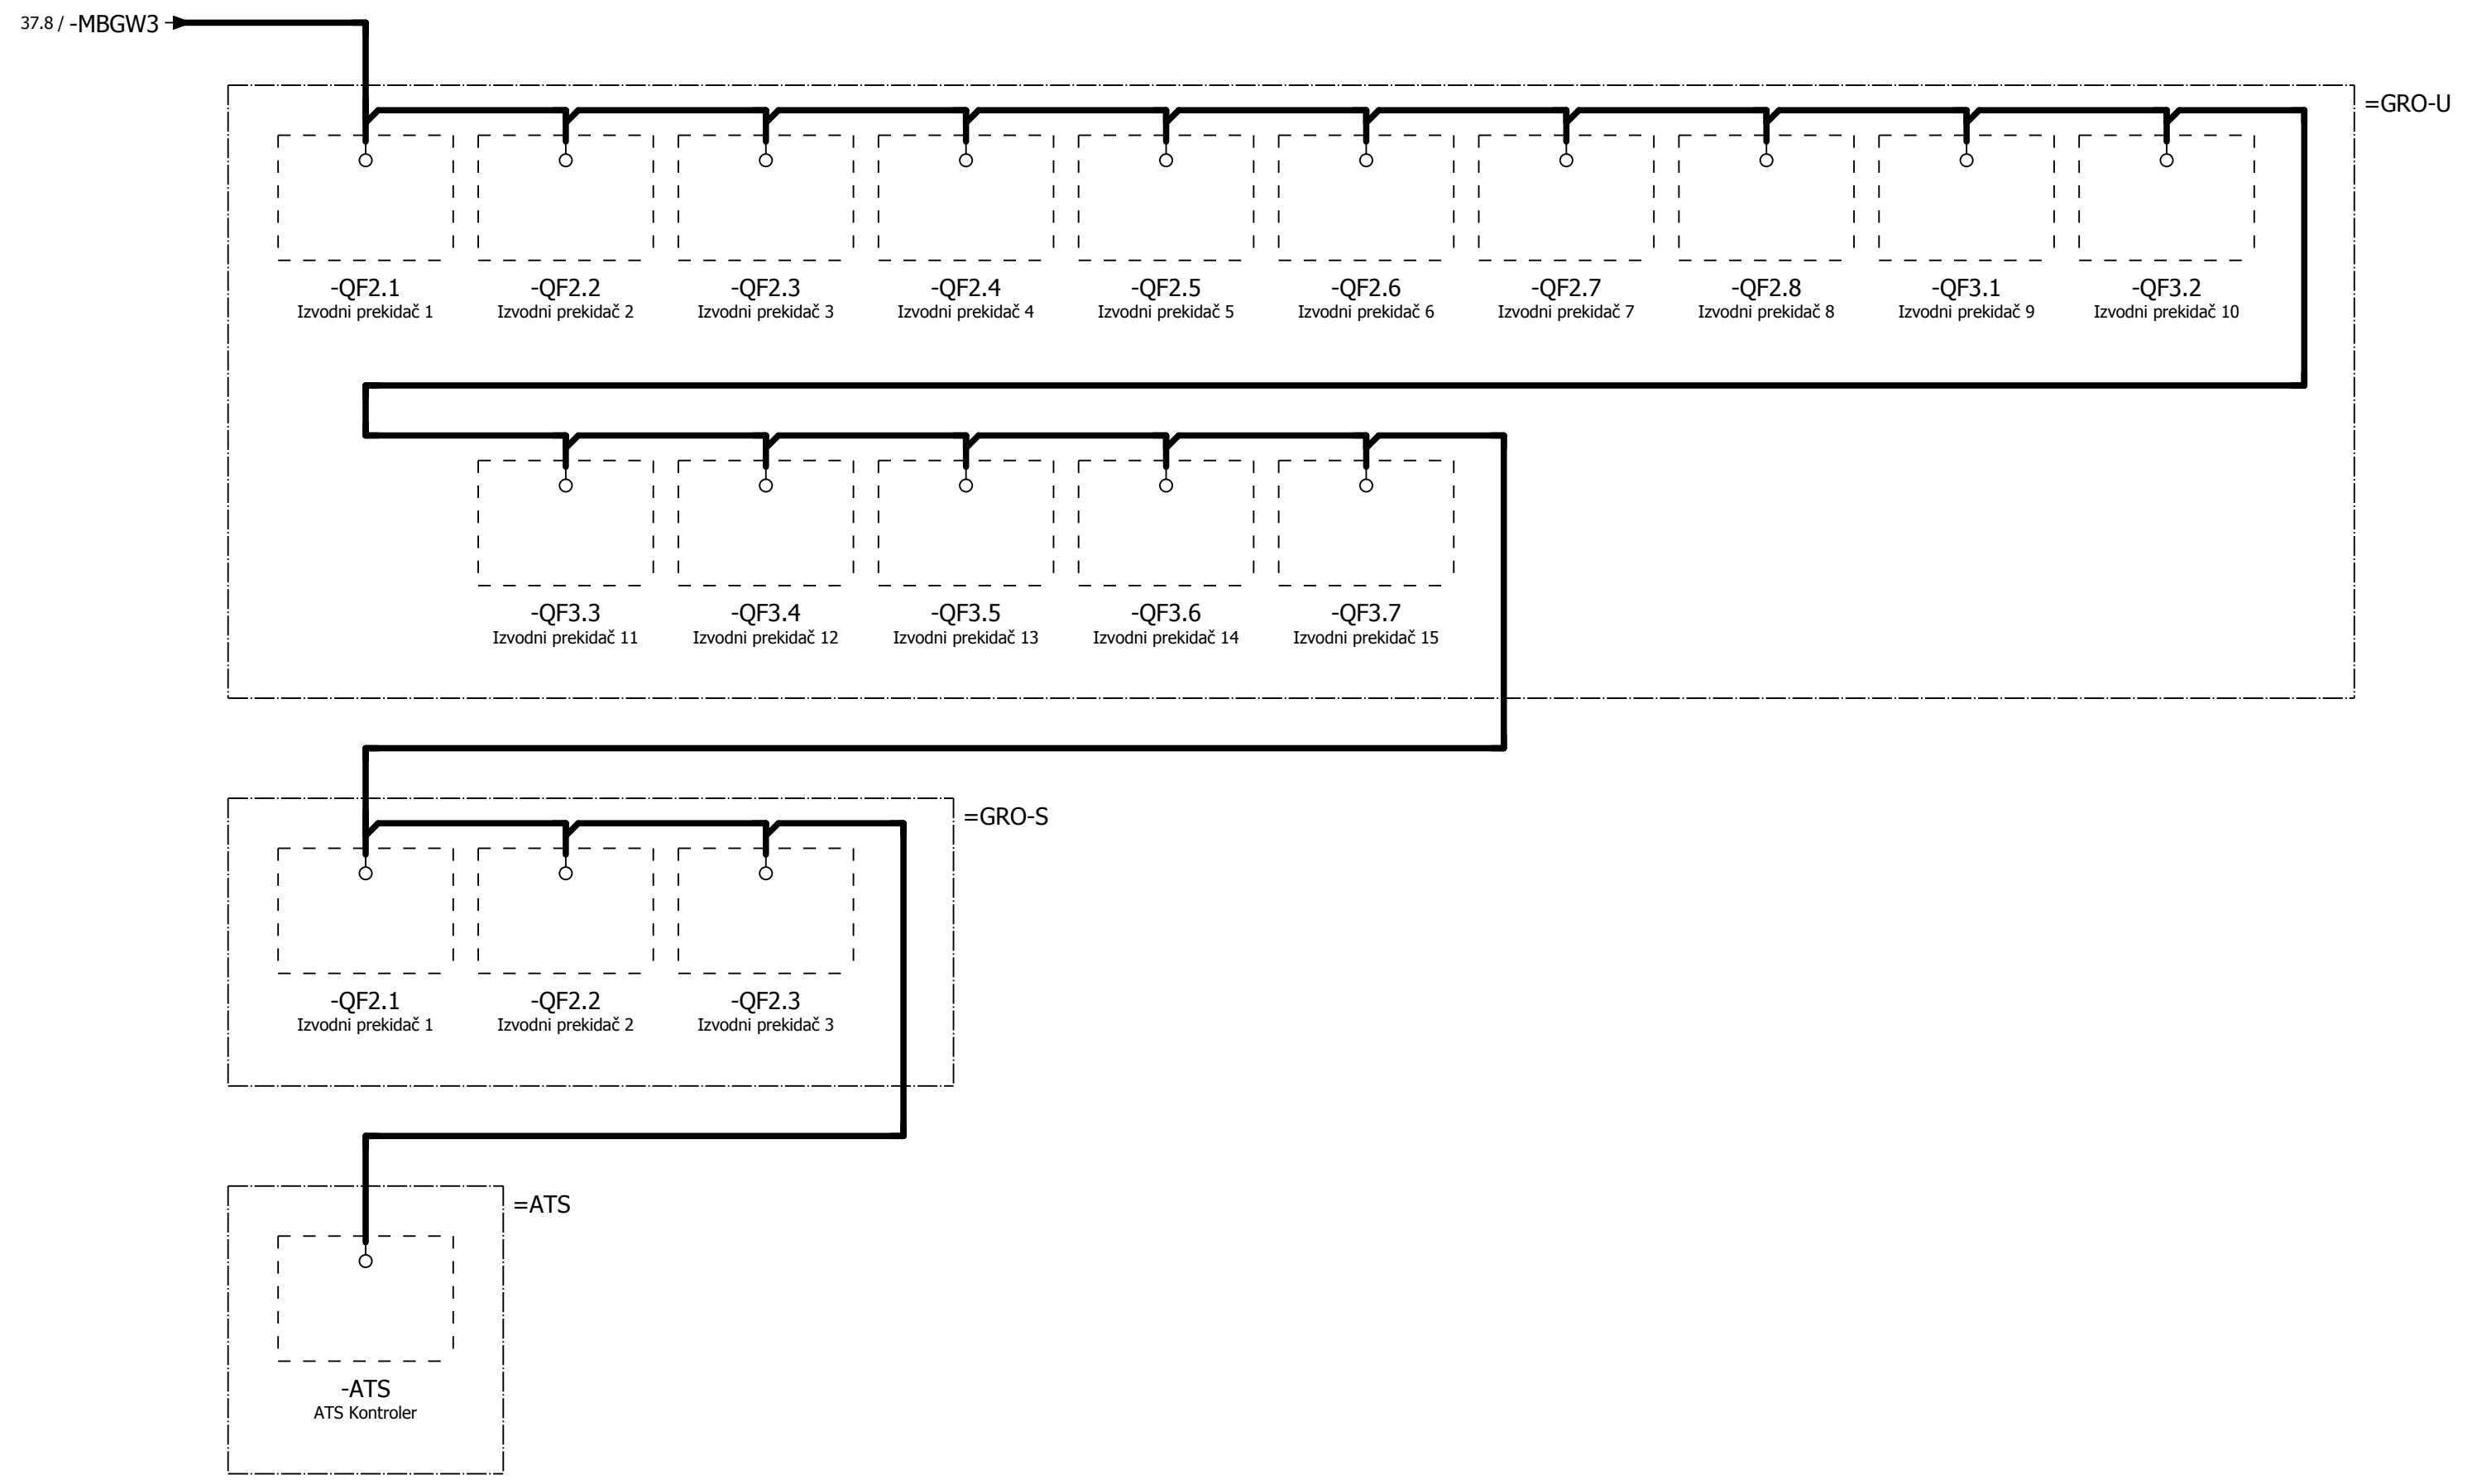 37.8 / -MBGW3
=GRO-U
-QF2.1
Izvodni prekidač 1
-QF2.2
Izvodni prekidač 2
-QF2.3
Izvodni prekidač 3
-QF2.4
Izvodni prekidač 4
-QF2.5
Izvodni prekidač 5
-QF2.6
Izvodni prekidač 6
-QF2.7
Izvodni prekidač 7
-QF2.8
Izvodni prekidač 8
-QF3.1
Izvodni prekidač 9
-QF3.2
Izvodni prekidač 10
-QF3.3
Izvodni prekidač 11
-QF3.4
Izvodni prekidač 12
-QF3.5
Izvodni prekidač 13
-QF3.6
Izvodni prekidač 14
-QF3.7
Izvodni prekidač 15
=GRO-S
-QF2.1
Izvodni prekidač 1
-QF2.2
Izvodni prekidač 2
-QF2.3
Izvodni prekidač 3
=ATS
-ATS
ATS Kontroler